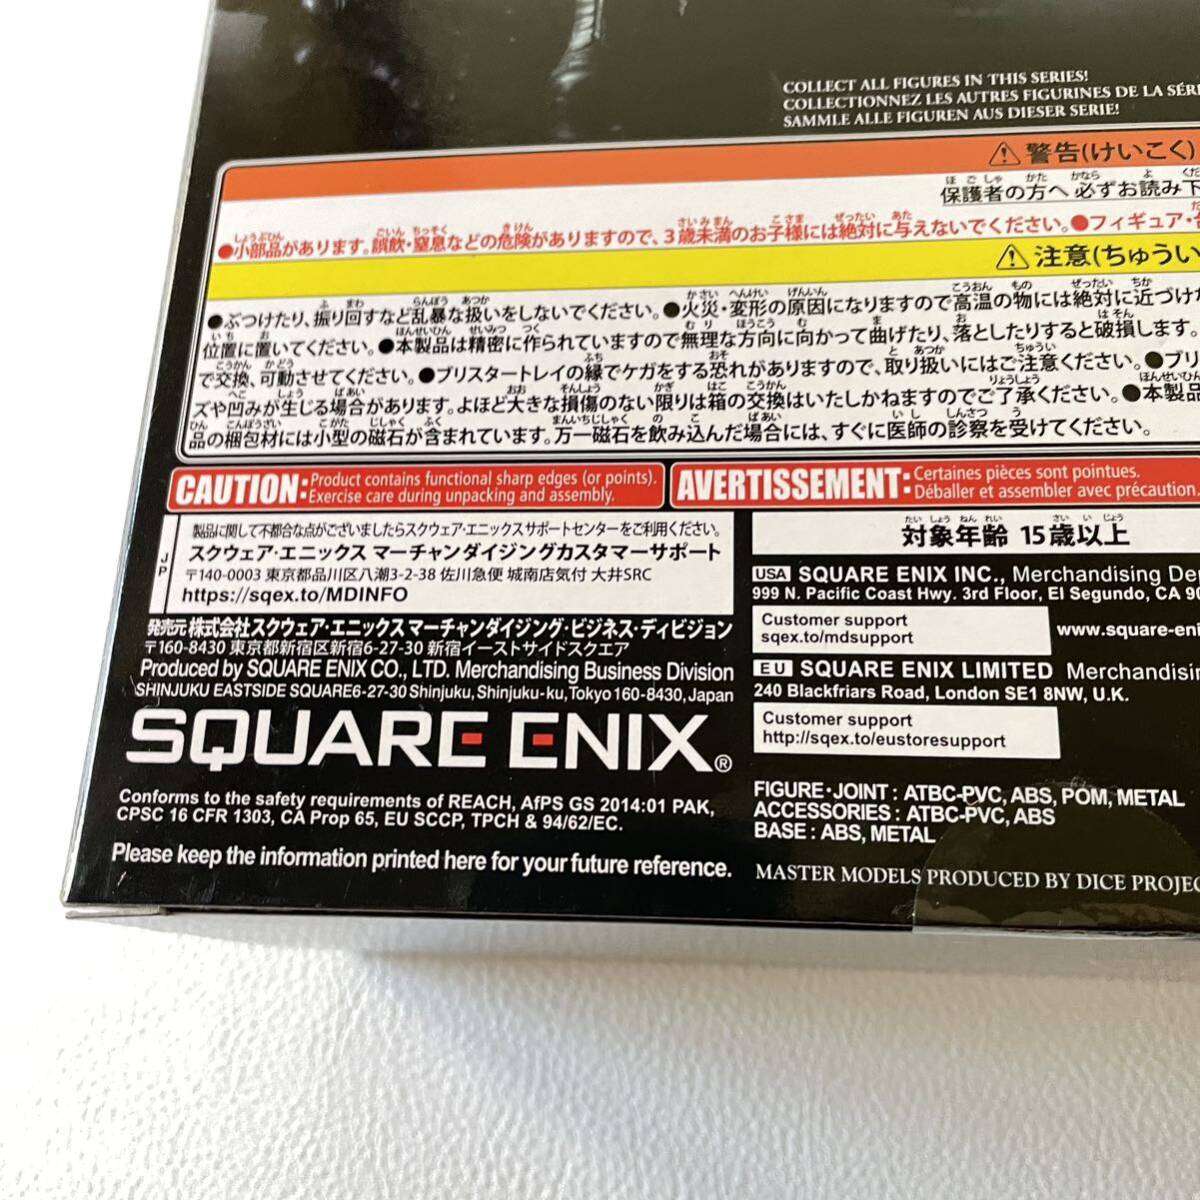 COLLECT ALL FIGURES IN THIS SERIES!
COLLECTIONNEZ LES AUTRES FIGURINES DE LA SÉRI
SAMMLE ALLE FIGUREN AUS DIESER SERIE!
⚠警告(けいこく)
保護者の方へ 必ずお読み下
●小部品があります。誤飲・窒息などの危険がありますので、3歳未満のお子様には絶対に与えないでください。●フィギュア・
⚠注意(ちゅうい
●ぶつけたり、振り回すなど乱暴な扱いをしないでください。●火災・変形の原因になりますので高温の物には絶対に近づけ
位置に置いてください。●本製品は精密に作られていますので無理な方向に向かって曲げたり、落としたりすると破損します。
で交換、可動させてください。●ブリスタートレイの縁でケガをする恐れがありますので、取り扱いにはご注意ください。●ブリ
ズや凹みが生じる場合があります。よほど大きな損傷のない限りは箱の交換はいたしかねますのでご了承ください。●本製品
品の梱包材には小型の磁石が含まれています。万一磁石を飲み込んだ場合には、すぐに医師の診察を受けてください。
CAUTION: Product contains functional sharp edges (or points).
Exercise care during unpacking and assembly.
AVERTISSEMENT: Certaines pièces sont pointues.
Déballer et assembler avec précaution.
JP
製品に関して不都合な点がございましたらスクウェア・エニックスサポートセンターをご利用ください。
スクウェア・エニックス マーチャンダイジングカスタマーサポート
〒140-0003 東京都品川区八潮3-2-38 佐川急便 城南店気付 大井SRC
https://sqex.to/MDINFO
発売元 株式会社スクウェア・エニックス マーチャンダイジング・ビジネス・ディビジョン
〒160-8430 東京都新宿区新宿6-27-30 新宿イーストサイドスクエア
Produced by SQUARE ENIX CO., LTD. Merchandising Business Division
SHINJUKU EASTSIDE SQUARE6-27-30 Shinjuku, Shinjuku-ku, Tokyo 160-8430, Japan
SQUARE ENIX®
Conforms to the safety requirements of REACH, AfPS GS 2014:01 PAK,
CPSC 16 CFR 1303, CA Prop 65, EU SCCP, TPCH & 94/62/EC.
Please keep the information printed here for your future reference.
対象年齢 15歳以上
USA SQUARE ENIX INC., Merchandising De
999 N. Pacific Coast Hwy. 3rd Floor, El Segundo, CA 90
Customer support
sqex.to/mdsupport
www.square-eni
EU SQUARE ENIX LIMITED Merchandisin
240 Blackfriars Road, London SE1 8NW, U.K.
Customer support
http://sqex.to/eustoresupport
FIGURE・JOINT : ATBC-PVC, ABS, POM, METAL
ACCESSORIES : ATBC-PVC, ABS
BASE : ABS, METAL
MASTER MODELS PRODUCED BY DICE PROJEC